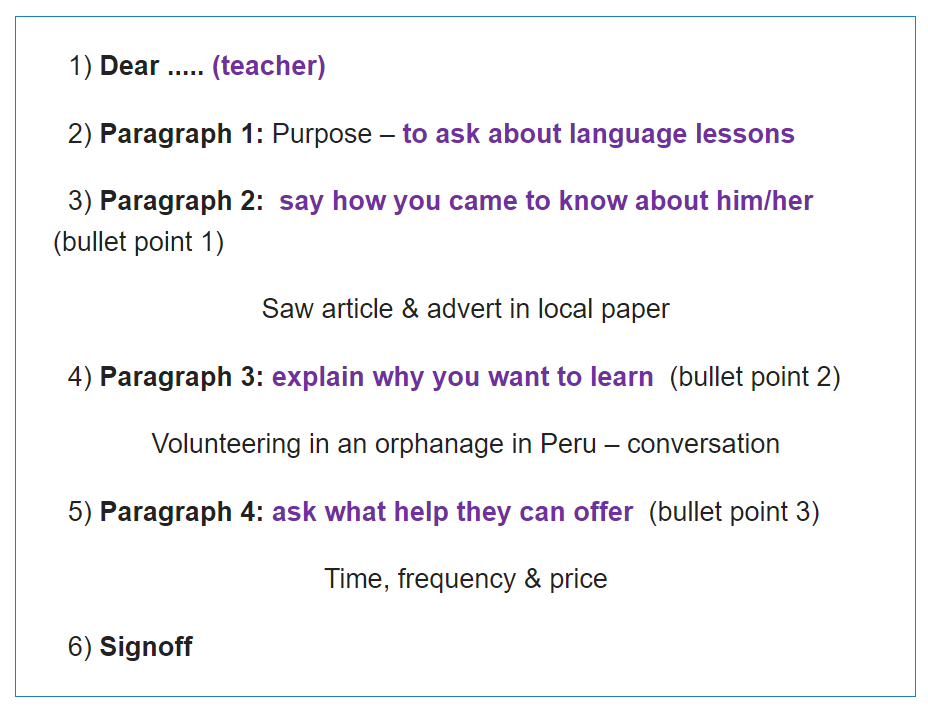 1) Dear ..... (teacher)
2) Paragraph 1: Purpose – to ask about language lessons
3) Paragraph 2: say how you came to know about him/her
(bullet point 1)
Saw article & advert in local paper
4) Paragraph 3: explain why you want to learn (bullet point 2)
Volunteering in an orphanage in Peru – conversation
5) Paragraph 4: ask what help they can offer (bullet point 3)
Time, frequency & price
6) Signoff